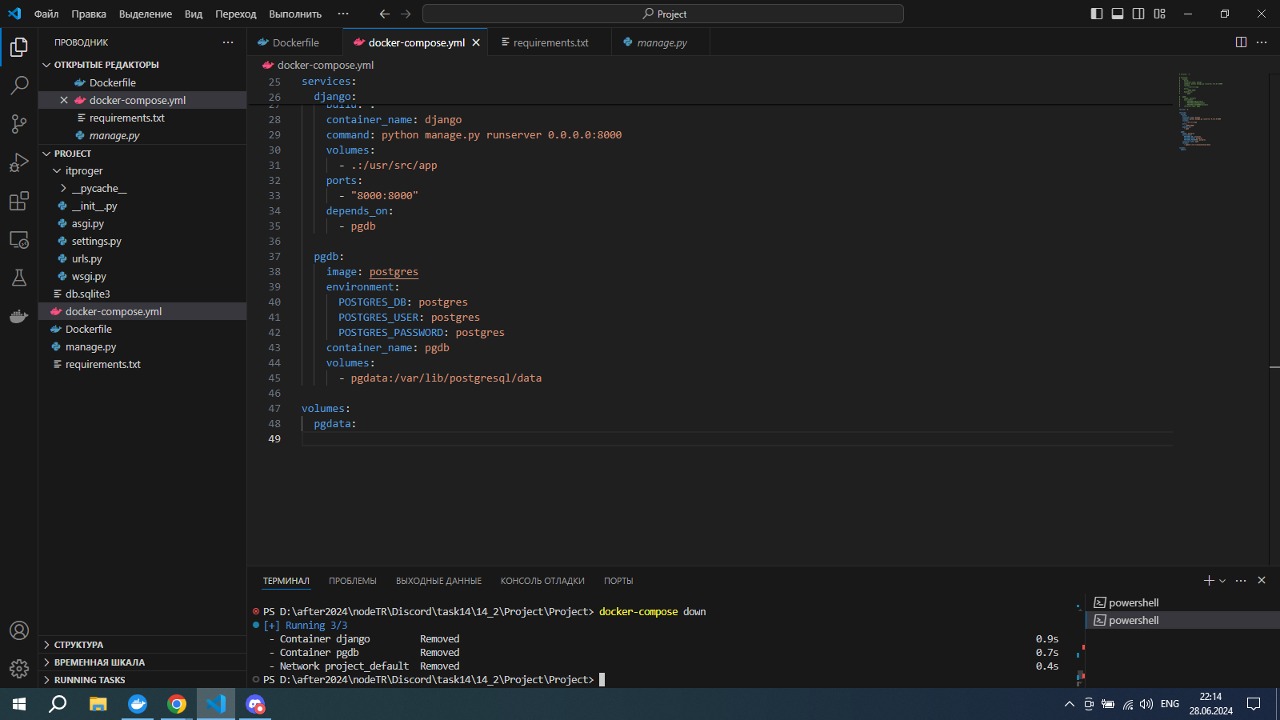 Файл Правка Выделение Вид Переход Выполнить ··· Project
ПРОВОДНИК ···
ОТКРЫТЫЕ РЕДАКТОРЫ
Dockerfile
docker-compose.yml
requirements.txt
manage.py
PROJECT
itproger
__pycache__
__init__.py
asgi.py
settings.py
urls.py
wsgi.py
db.sqlite3
docker-compose.yml
Dockerfile
manage.py
requirements.txt
СТРУКТУРА
ВРЕМЕННАЯ ШКАЛА
RUNNING TASKS
Dockerfile docker-compose.yml requirements.txt manage.py
docker-compose.yml
25 services:
26 django:
27 build: .
28 container_name: django
29 command: python manage.py runserver 0.0.0.0:8000
30 volumes:
31 - .:/usr/src/app
32 ports:
33 - "8000:8000"
34 depends_on:
35 - pgdb
36
37 pgdb:
38 image: postgres
39 environment:
40 POSTGRES_DB: postgres
41 POSTGRES_USER: postgres
42 POSTGRES_PASSWORD: postgres
43 container_name: pgdb
44 volumes:
45 - pgdata:/var/lib/postgresql/data
46
47 volumes:
48 pgdata:
49
ТЕРМИНАЛ ПРОБЛЕМЫ ВЫХОДНЫЕ ДАННЫЕ КОНСОЛЬ ОТЛАДКИ ПОРТЫ
PS D:\after2024\nodeTR\Discord\task14\14_2\Project\Project> docker-compose down
[+] Running 3/3
- Container django Removed 0.9s
- Container pgdb Removed 0.7s
- Network project_default Removed 0.4s
PS D:\after2024\nodeTR\Discord\task14\14_2\Project\Project>
powershell
powershell
ENG
22:14
28.06.2024